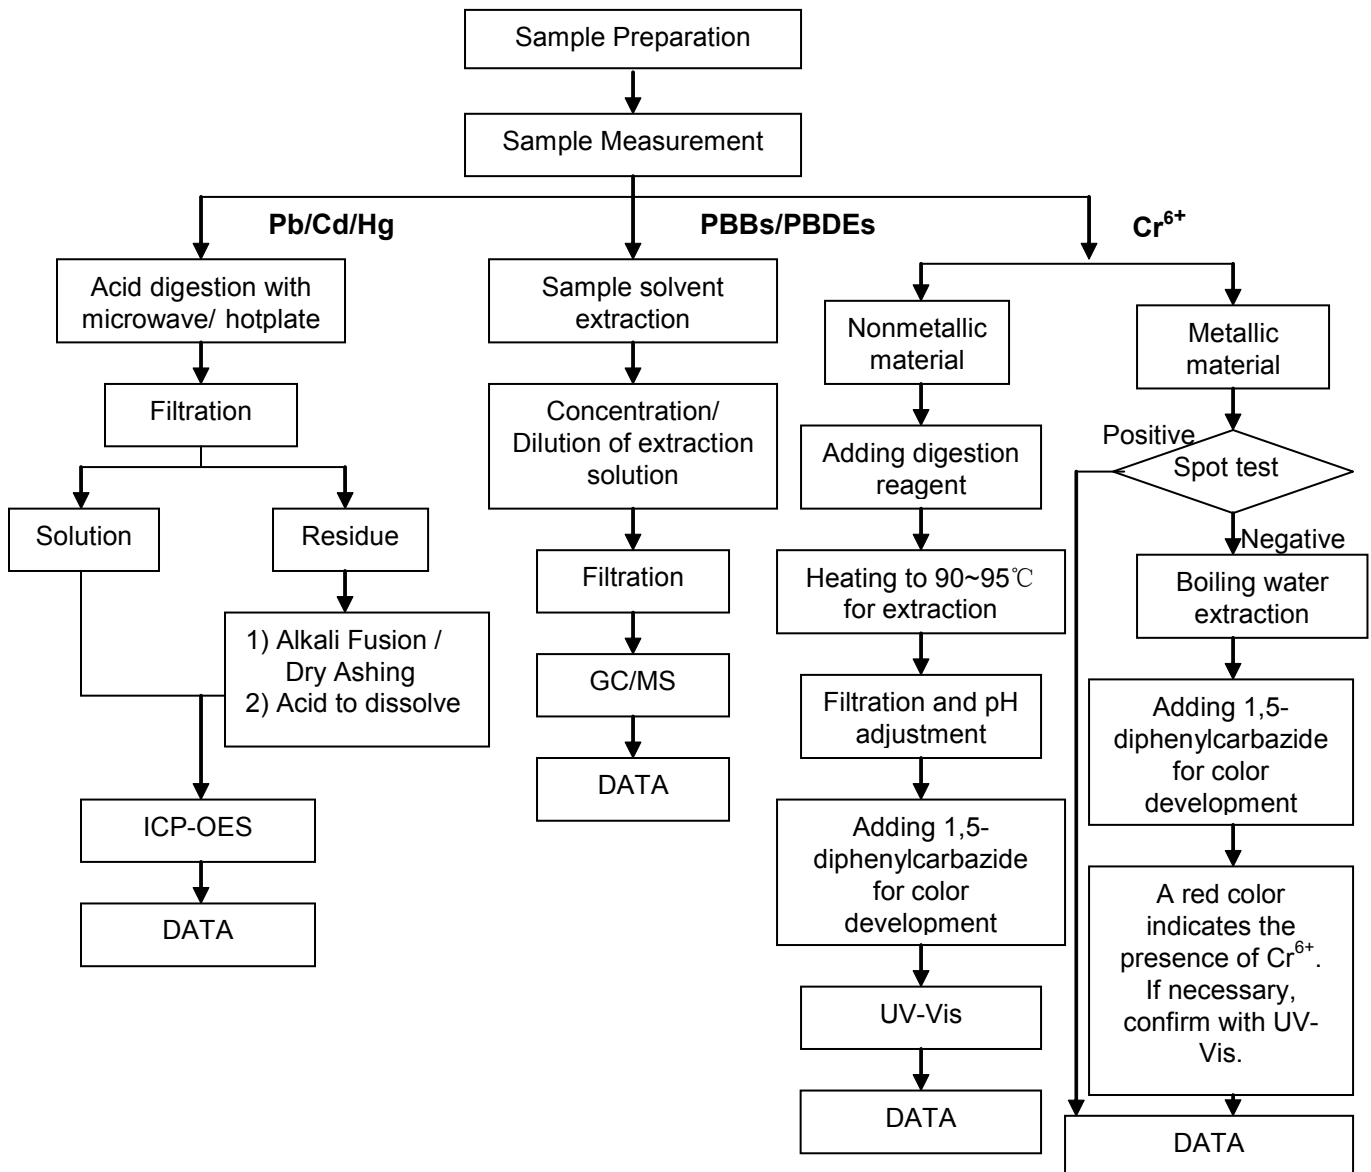 Sample Preparation
Sample Measurement
Pb/Cd/Hg
PBBs/PBDEs
Cr⁶⁺
Acid digestion with
microwave/ hotplate
Filtration
Solution
Residue
1) Alkali Fusion /
Dry Ashing
2) Acid to dissolve
ICP-OES
DATA
Sample solvent
extraction
Concentration/
Dilution of extraction
solution
Filtration
GC/MS
DATA
Nonmetallic
material
Adding digestion
reagent
Heating to 90~95℃
for extraction
Filtration and pH
adjustment
Adding 1,5-
diphenylcarbazide
for color
development
UV-Vis
DATA
Metallic
material
Positive
Spot test
Negative
Boiling water
extraction
Adding 1,5-
diphenylcarbazide
for color
development
A red color
indicates the
presence of Cr⁶⁺.
If necessary,
confirm with UV-
Vis.
DATA